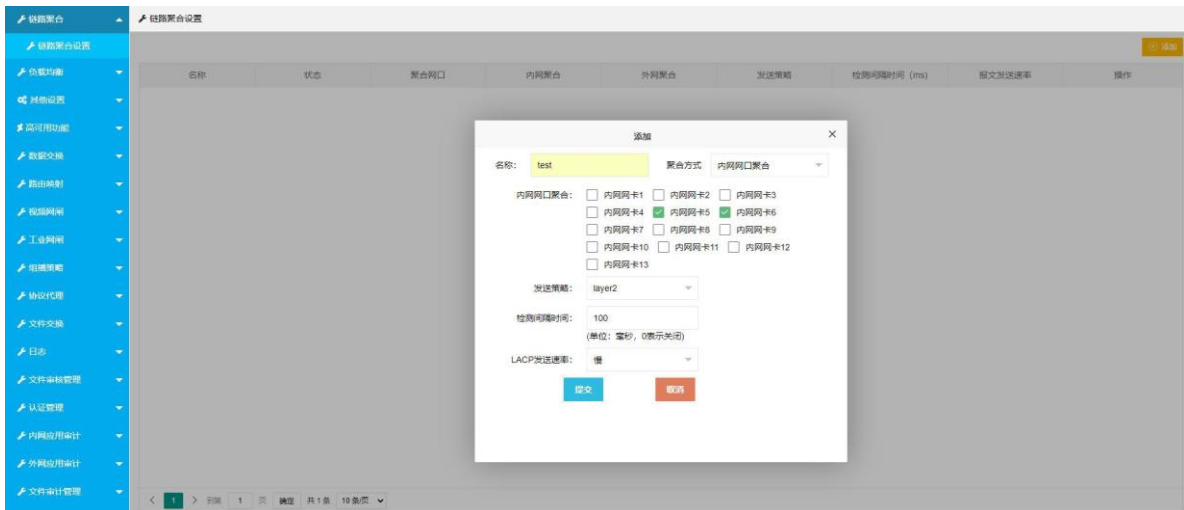 链路聚合
链路聚合设置
链路聚合设置
添加
负载均衡
其他设置
高可用功能
数据交换
路由映射
视频网闸
工业网闸
组播策略
协议代理
文件交换
日志
文件审核管理
认证管理
内网应用审计
外网应用审计
文件审计管理
名称 状态 聚合网口 内网聚合 外网聚合 发送策略 检测间隔时间 (ms) 报文发送速率 操作
添加
名称: test 聚合方式 内网网口聚合
内网网口聚合: 内网网卡1 内网网卡2 内网网卡3
内网网卡4 内网网卡5 内网网卡6
内网网卡7 内网网卡8 内网网卡9
内网网卡10 内网网卡11 内网网卡12
内网网卡13
发送策略: layer2
检测间隔时间: 100
(单位: 毫秒, 0表示关闭)
LACP发送速率: 慢
提交 取消
1 到第 1 页 确定 共 1 条 10 条/页